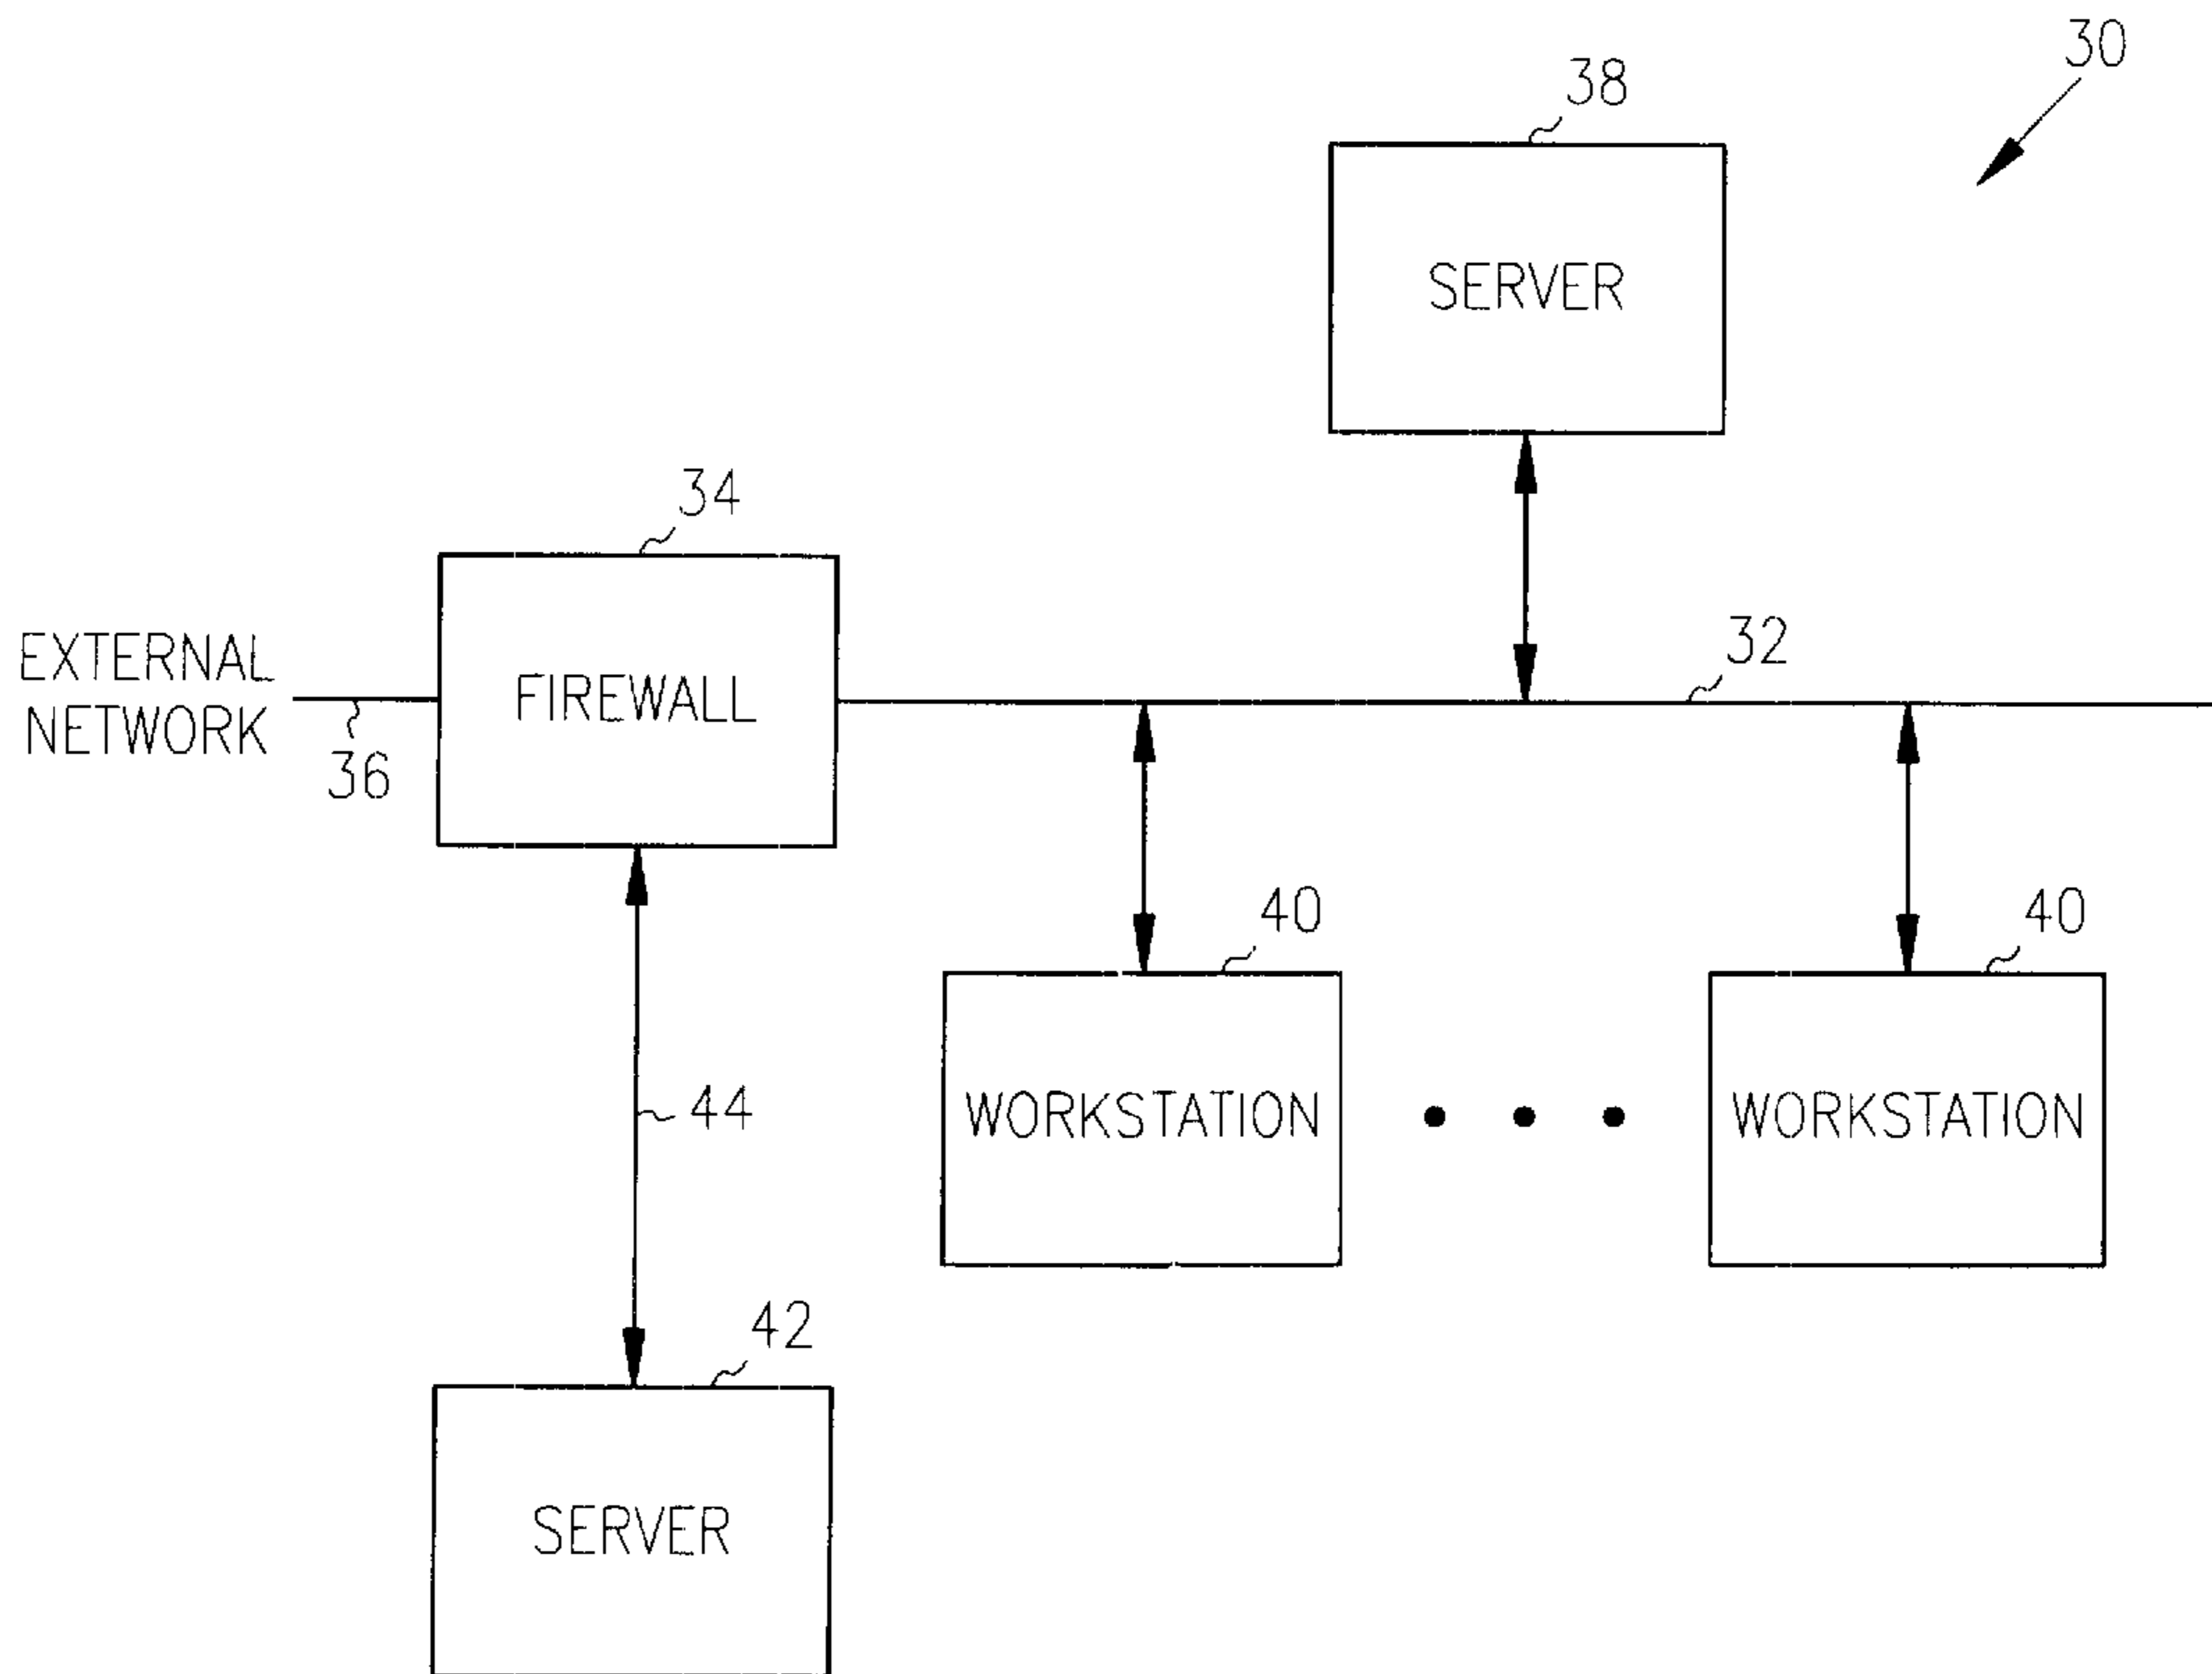 30
38
SERVER
34
32
EXTERNAL
NETWORK
FIREWALL
36
40
40
44
WORKSTATION
• • •
WORKSTATION
42
SERVER